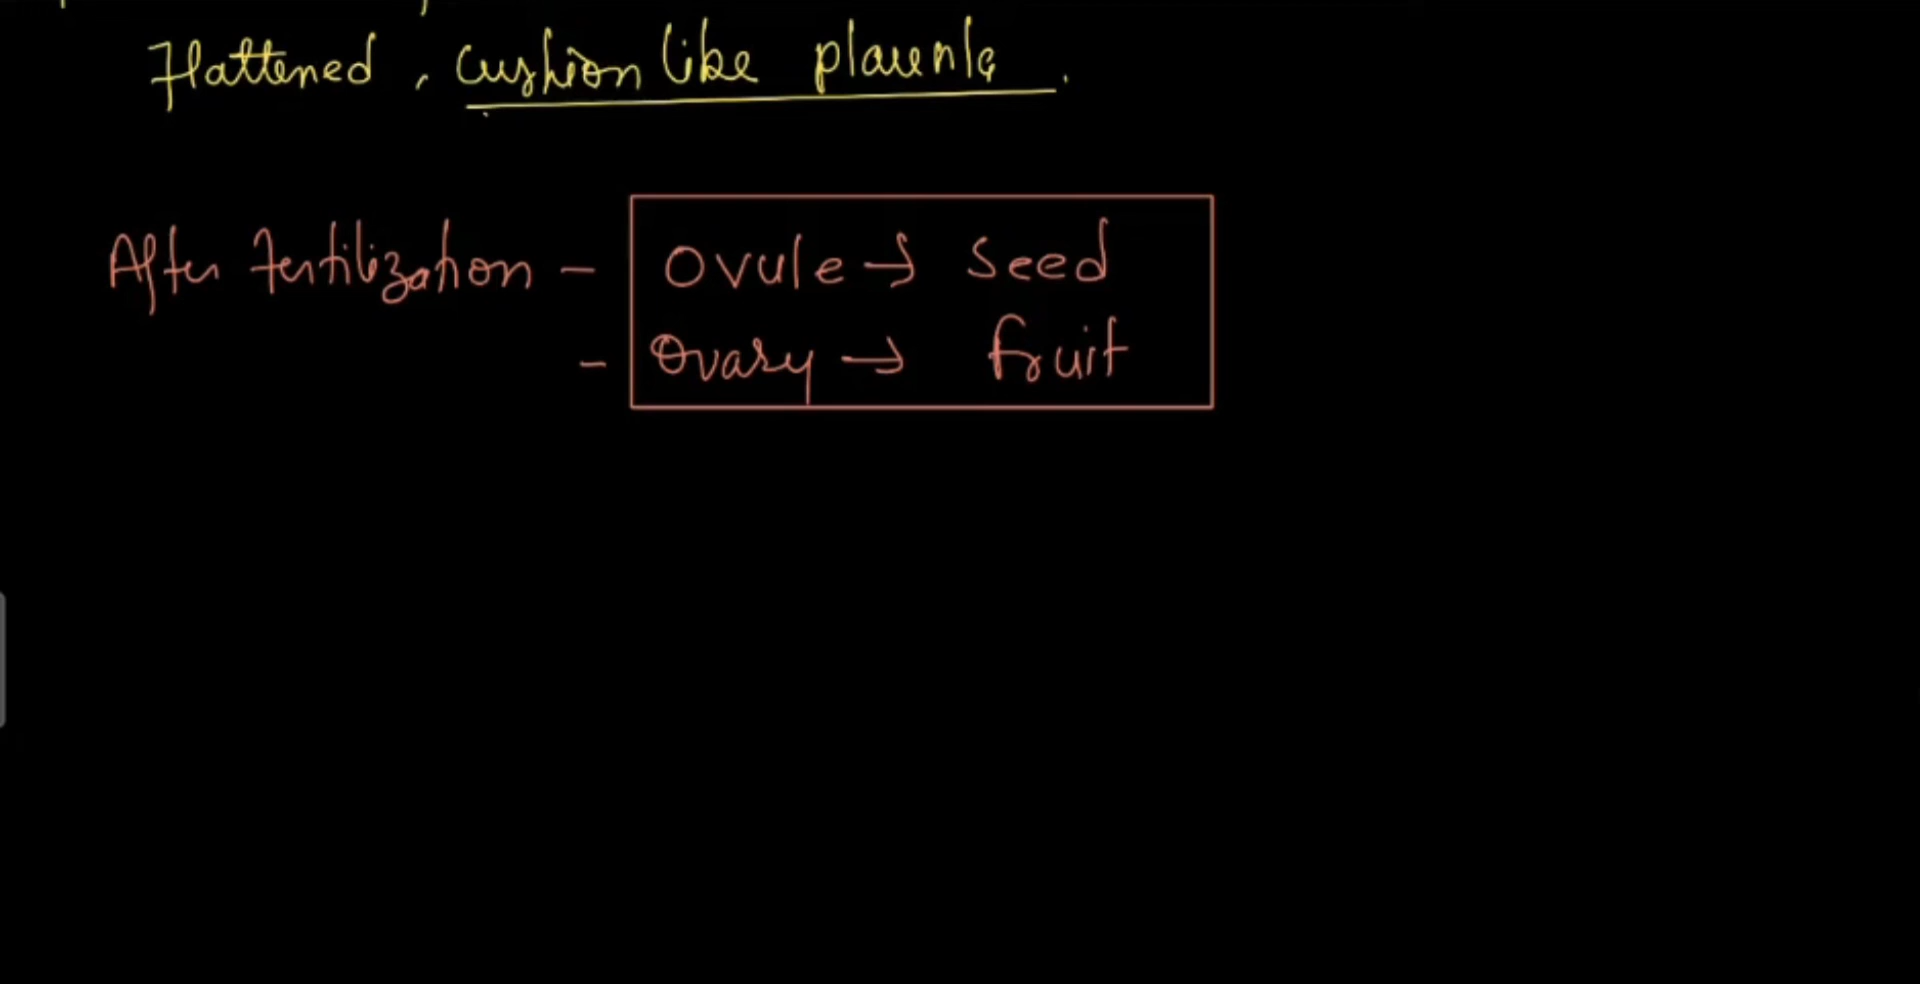 Flattened, cushion like placenta.
After fertilization - Ovule → Seed
- Ovary → fruit